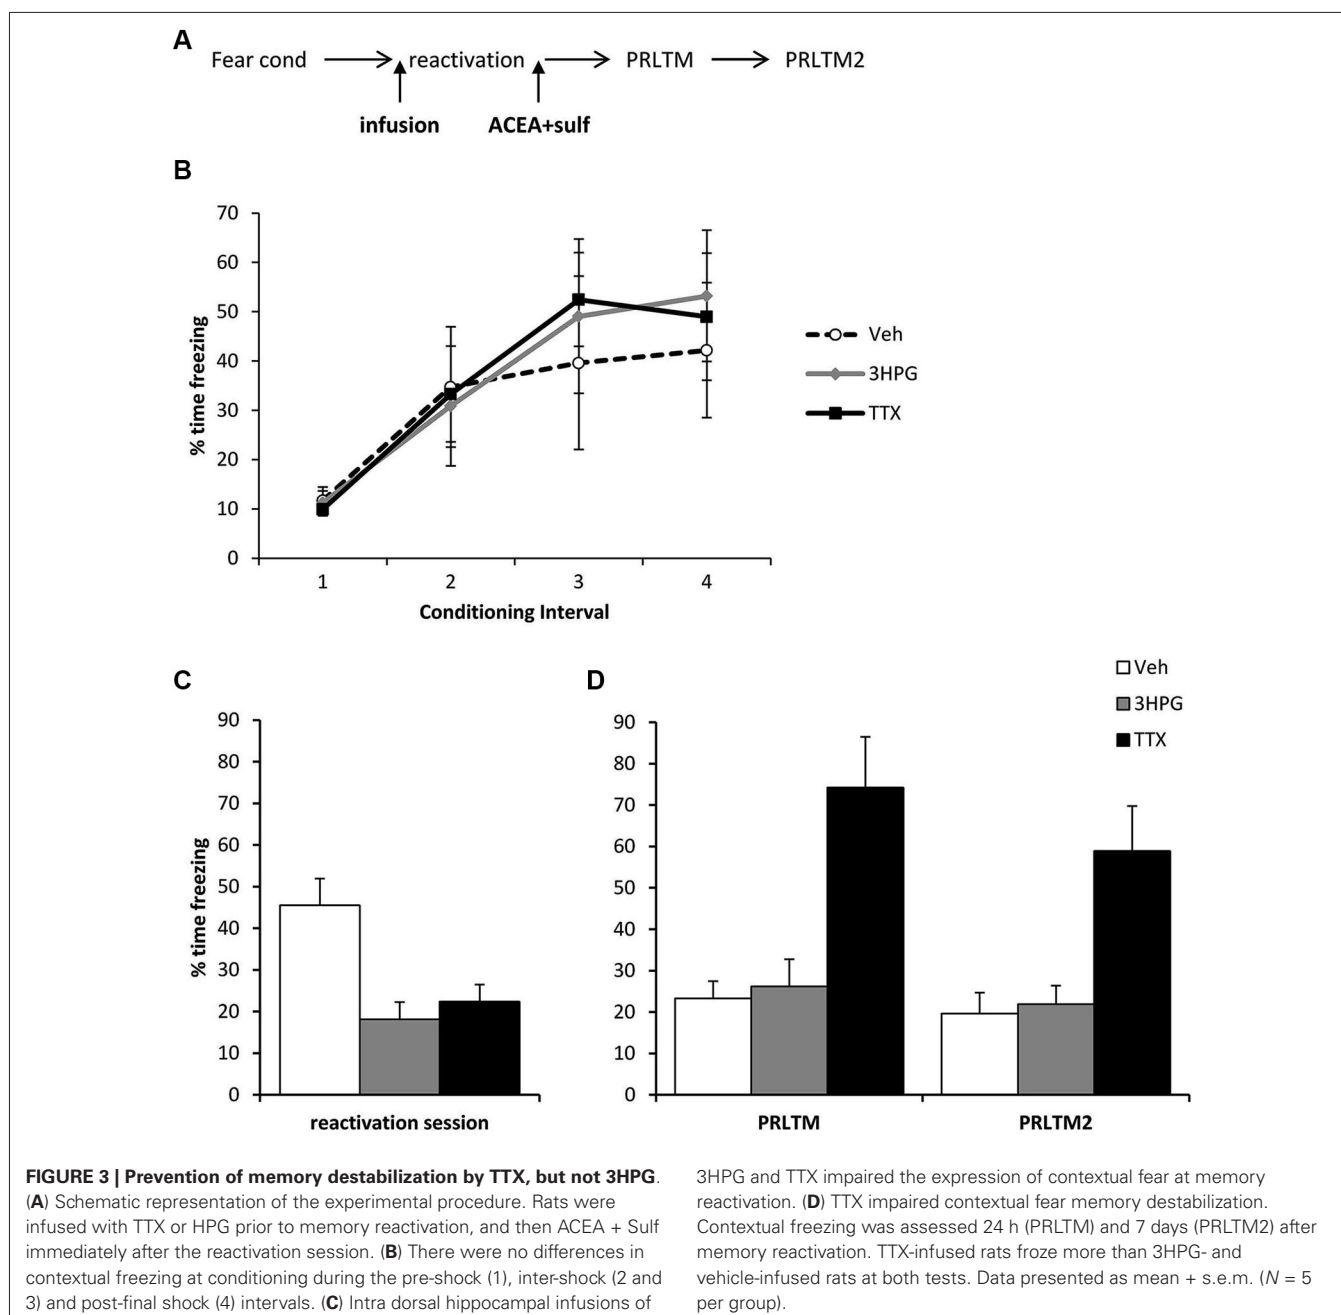 A
Fear cond → reactivation → PRLTM → PRLTM2
infusion ACEA+sulf
B
% time freezing
70
60
50
40
30
20
10
0
1 2 3 4
Conditioning Interval
Veh
3HPG
TTX
C
% time freezing
90
80
70
60
50
40
30
20
10
0
reactivation session
D
Veh
3HPG
TTX
90
80
70
60
50
40
30
20
10
0
PRLTM PRLTM2
FIGURE 3 | Prevention of memory destabilization by TTX, but not 3HPG.
(A) Schematic representation of the experimental procedure. Rats were
infused with TTX or HPG prior to memory reactivation, and then ACEA + Sulf
immediately after the reactivation session. (B) There were no differences in
contextual freezing at conditioning during the pre-shock (1), inter-shock (2 and
3) and post-final shock (4) intervals. (C) Intra dorsal hippocampal infusions of
3HPG and TTX impaired the expression of contextual fear at memory
reactivation. (D) TTX impaired contextual fear memory destabilization.
Contextual freezing was assessed 24 h (PRLTM) and 7 days (PRLTM2) after
memory reactivation. TTX-infused rats froze more than 3HPG- and
vehicle-infused rats at both tests. Data presented as mean + s.e.m. (N = 5
per group).